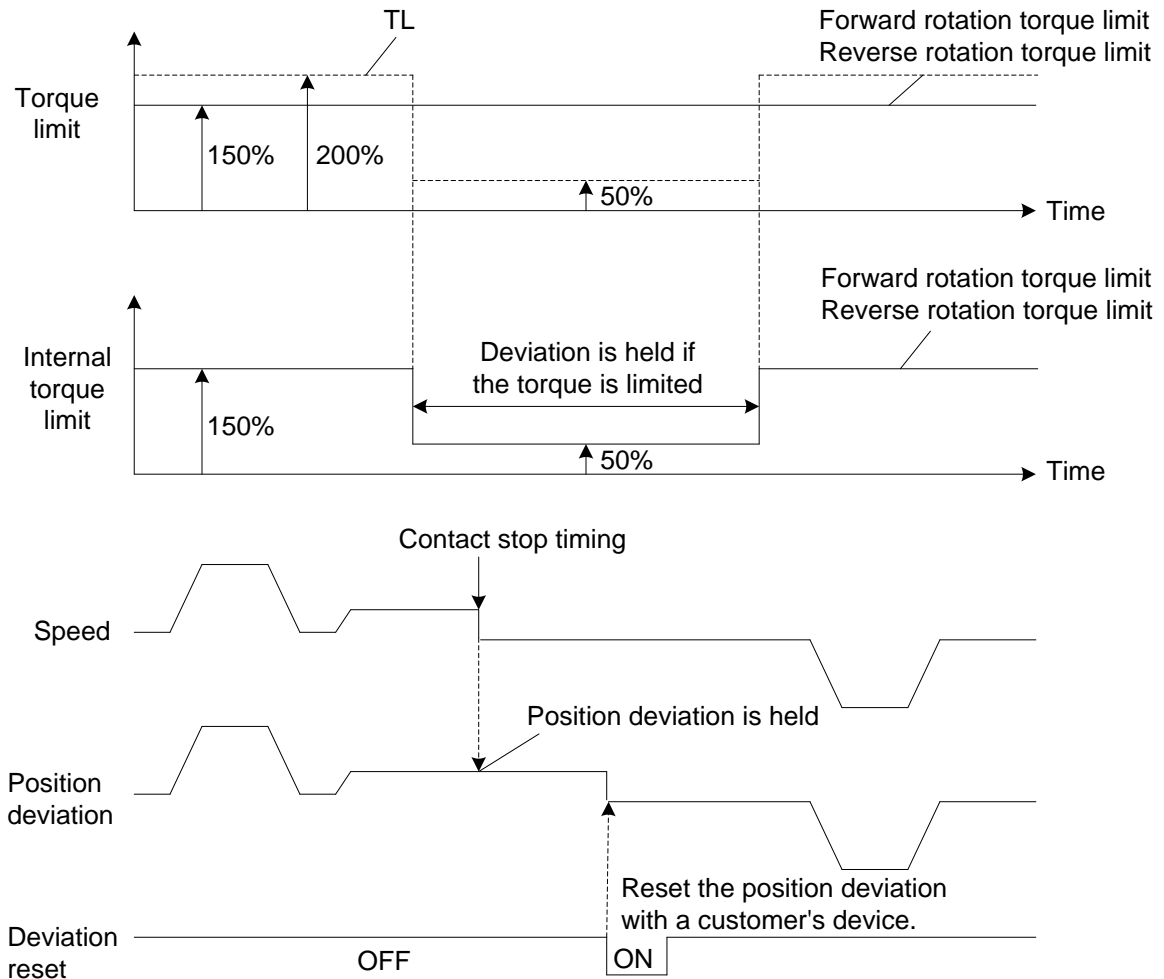 TL
Forward rotation torque limit
Reverse rotation torque limit
Torque
limit
150%
200%
50%
Time
Forward rotation torque limit
Reverse rotation torque limit
Internal
torque
limit
Deviation is held if
the torque is limited
150%
50%
Time
Contact stop timing
Speed
Position deviation is held
Position
deviation
Reset the position deviation
with a customer's device.
Deviation
reset
OFF
ON